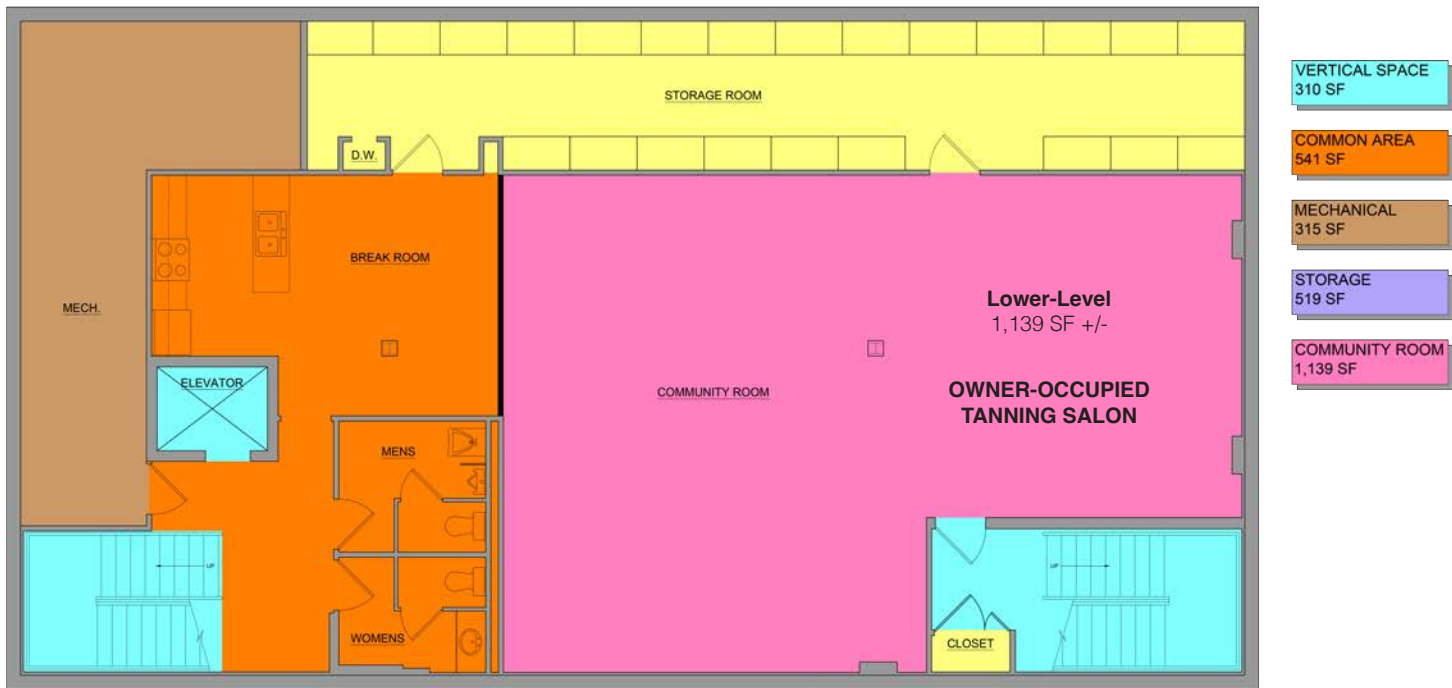 STORAGE ROOM
D.W.
BREAK ROOM
MECH.
ELEVATOR
MENS
WOMENS
UP
COMMUNITY ROOM
Lower-Level
1,139 SF +/-
OWNER-OCCUPIED
TANNING SALON
UP
CLOSET
VERTICAL SPACE
310 SF
COMMON AREA
541 SF
MECHANICAL
315 SF
STORAGE
519 SF
COMMUNITY ROOM
1,139 SF